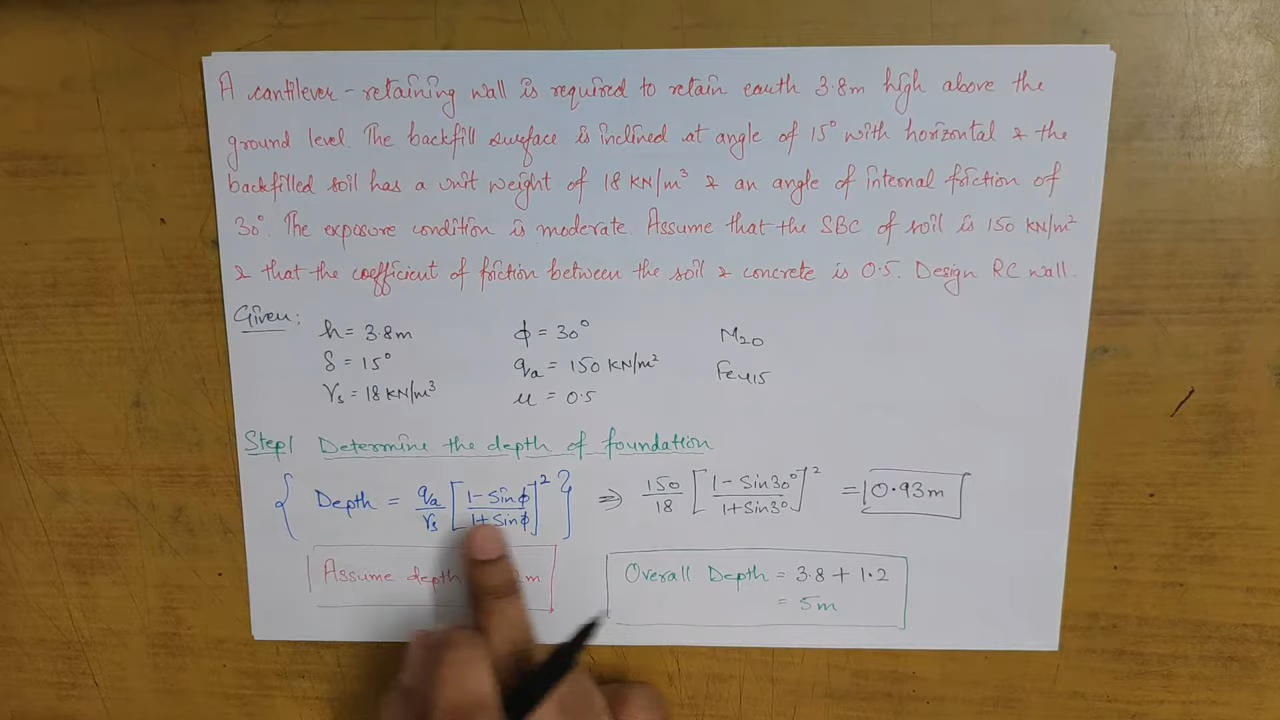 A cantilever-retaining wall is required to retain earth 3.8m high above the
ground level. The backfill surface is inclined at angle of 15° with horizontal & the
backfilled soil has a unit weight of 18 KN/m³ & an angle of internal friction of
30°. The exposure condition is moderate. Assume that the SBC of soil is 150 KN/m²
& that the coefficient of friction between the soil & concrete is 0.5. Design RC wall.
Given:
h = 3.8m ϕ = 30° M20
δ = 15° qa = 150 KN/m² Fe415
γs = 18 KN/m³ μ = 0.5
Step1 Determine the depth of foundation
{ Depth = qa/γs [1-Sinϕ/1+Sinϕ]² } ⇒ 150/18 [1-Sin30°/1+Sin30]² = 0.93m
Assume depth m
Overall Depth = 3.8 + 1.2
= 5m